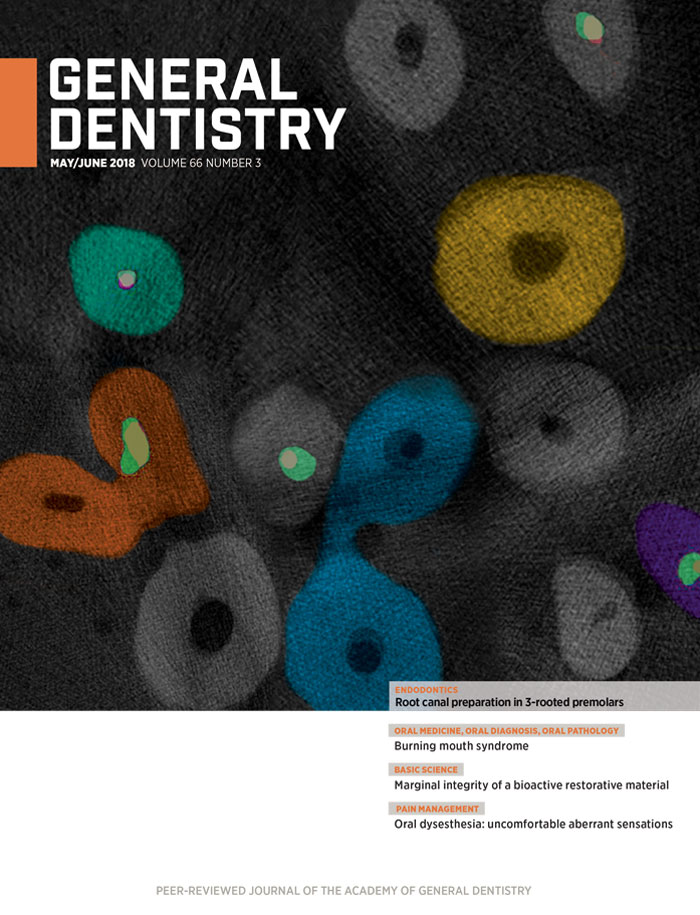 GENERAL
DENTISTRY
MAY/JUNE 2018 VOLUME 66 NUMBER 3
ENDODONTICS
Root canal preparation in 3-rooted premolars
ORAL MEDICINE, ORAL DIAGNOSIS, ORAL PATHOLOGY
Burning mouth syndrome
BASIC SCIENCE
Marginal integrity of a bioactive restorative material
PAIN MANAGEMENT
Oral dysesthesia: uncomfortable aberrant sensations
PEER-REVIEWED JOURNAL OF THE ACADEMY OF GENERAL DENTISTRY